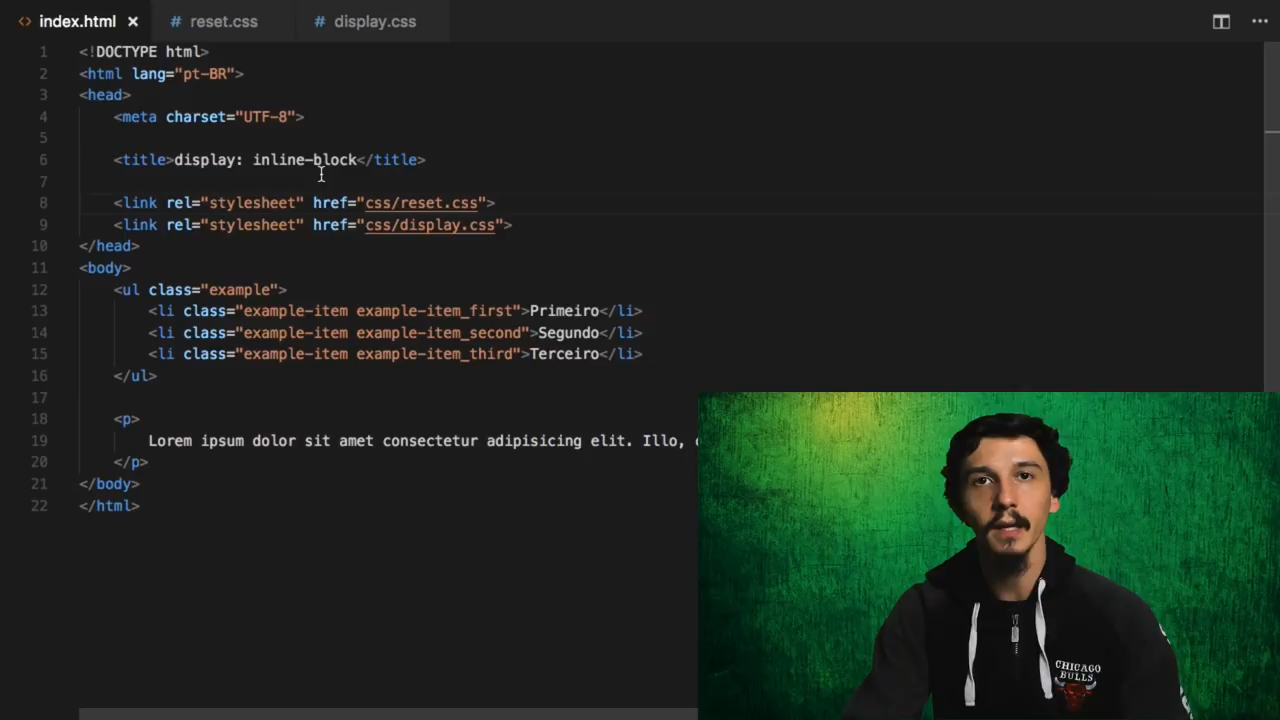 index.html
reset.css
display.css
1 <!DOCTYPE html>
2 <html lang="pt-BR">
3 <head>
4 <meta charset="UTF-8">
5
6 <title>display: inline-block</title>
7
8 <link rel="stylesheet" href="css/reset.css">
9 <link rel="stylesheet" href="css/display.css">
10 </head>
11 <body>
12 <ul class="example">
13 <li class="example-item example-item_first">Primeiro</li>
14 <li class="example-item example-item_second">Segundo</li>
15 <li class="example-item example-item_third">Terceiro</li>
16 </ul>
17
18 <p>
19 Lorem ipsum dolor sit amet consectetur adipisicing elit. Illo,
20 </p>
21 </body>
22 </html>
CHICAGO
BULLS